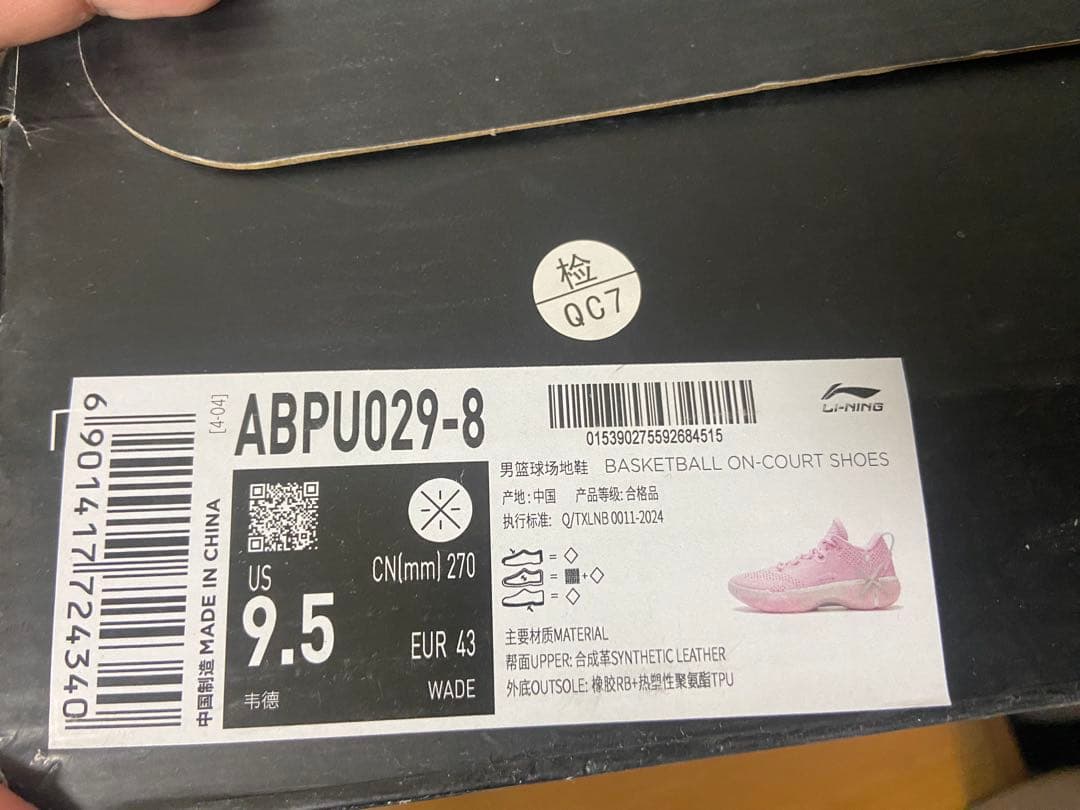 检
QC7
6 901417 724340
中国制造 MADE IN CHINA
[4-04]
ABPU029-8
015390275592684515
LI-NING
男篮球场地鞋 BASKETBALL ON-COURT SHOES
产地:中国 产品等级:合格品
执行标准: Q/TXLNB 0011-2024
US
9.5
CN(mm) 270
EUR 43
韦德
WADE
=
= +
=
主要材质MATERIAL
帮面UPPER: 合成革SYNTHETIC LEATHER
外底OUTSOLE: 橡胶RB+热塑性聚氨酯TPU